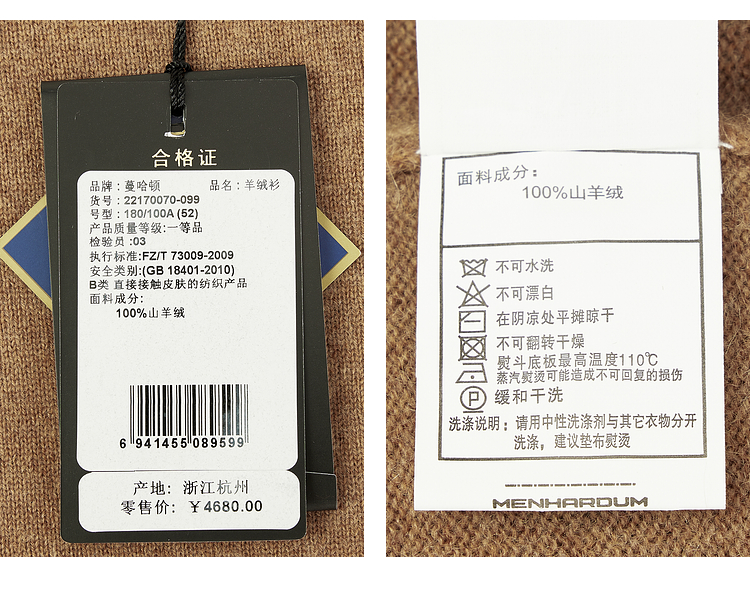 合格证
品牌：蔓哈顿 品名：羊绒衫
货号：22170070-099
号型：180/100A (52)
产品质量等级:一等品
检验员:03
执行标准:FZ/T 73009-2009
安全类别:(GB 18401-2010)
B类 直接接触皮肤的纺织产品
面料成分:
100%山羊绒
6 941455 089599
产地：浙江杭州
零售价：￥4680.00
面料成分：
100%山羊绒
不可水洗
不可漂白
在阴凉处平摊晾干
不可翻转干燥
熨斗底板最高温度110℃
蒸汽熨烫可能造成不可回复的损伤
P
缓和干洗
洗涤说明：请用中性洗涤剂与其它衣物分开
洗涤，建议垫布熨烫
MENHARDUM